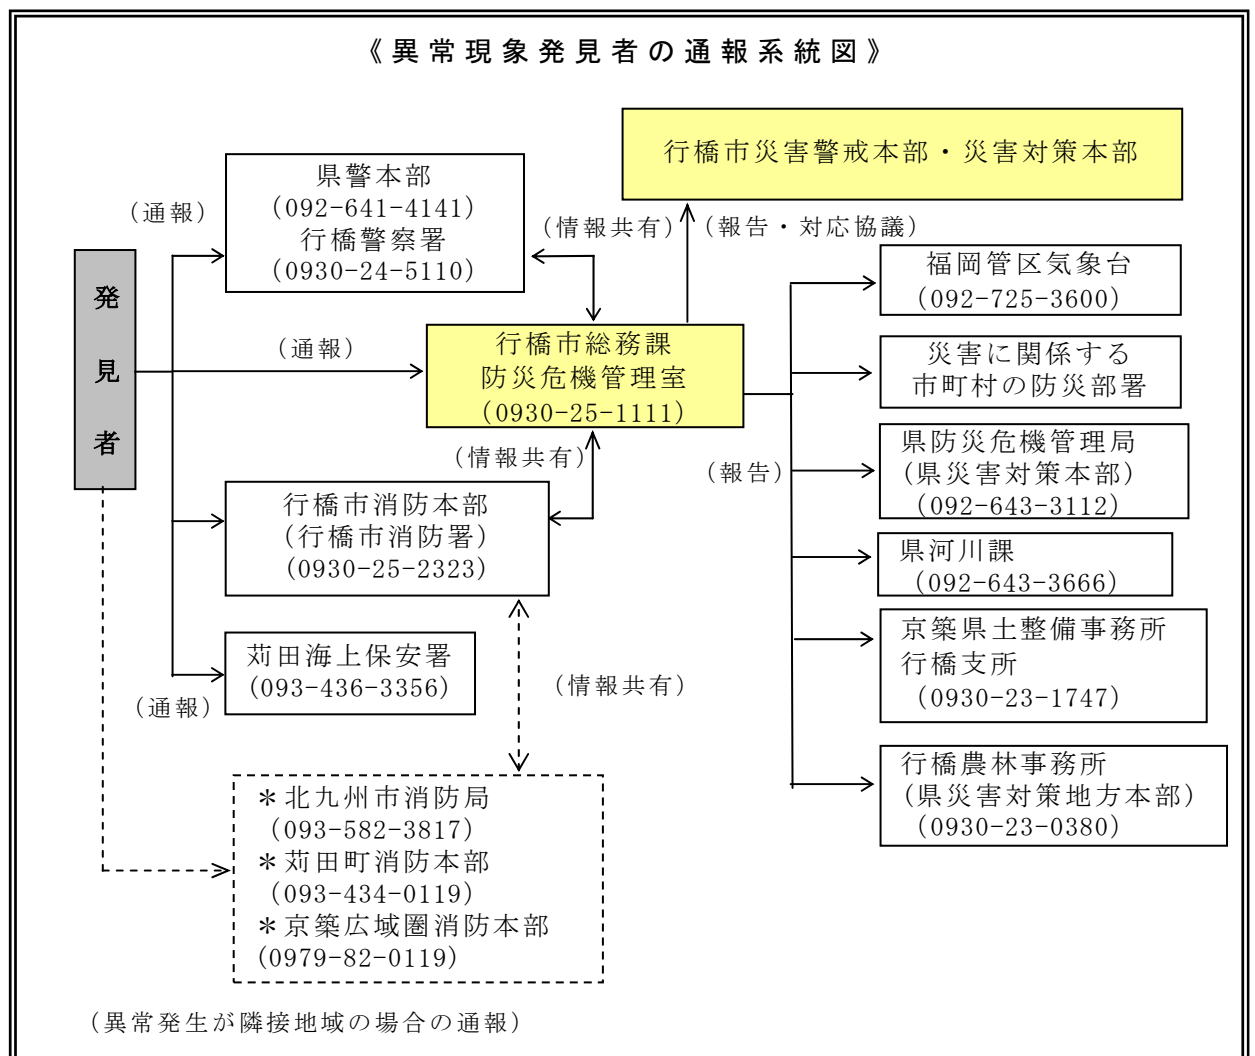 《異常現象発見者の通報系統図》
行橋市災害警戒本部・災害対策本部
県警本部
(092-641-4141)
行橋警察署
(0930-24-5110)
(通報)
(情報共有)
(報告・対応協議)
発見者
(通報)
行橋市総務課
防災危機管理室
(0930-25-1111)
(情報共有)
(報告)
福岡管区気象台
(092-725-3600)
災害に関係する
市町村の防災部署
県防災危機管理局
(県災害対策本部)
(092-643-3112)
県河川課
(092-643-3666)
京築県土整備事務所
行橋支所
(0930-23-1747)
行橋農林事務所
(県災害対策地方本部)
(0930-23-0380)
行橋市消防本部
(行橋市消防署)
(0930-25-2323)
苅田海上保安署
(093-436-3356)
(通報)
(情報共有)
＊北九州市消防局
(093-582-3817)
＊苅田町消防本部
(093-434-0119)
＊京築広域圏消防本部
(0979-82-0119)
(異常発生が隣接地域の場合の通報)